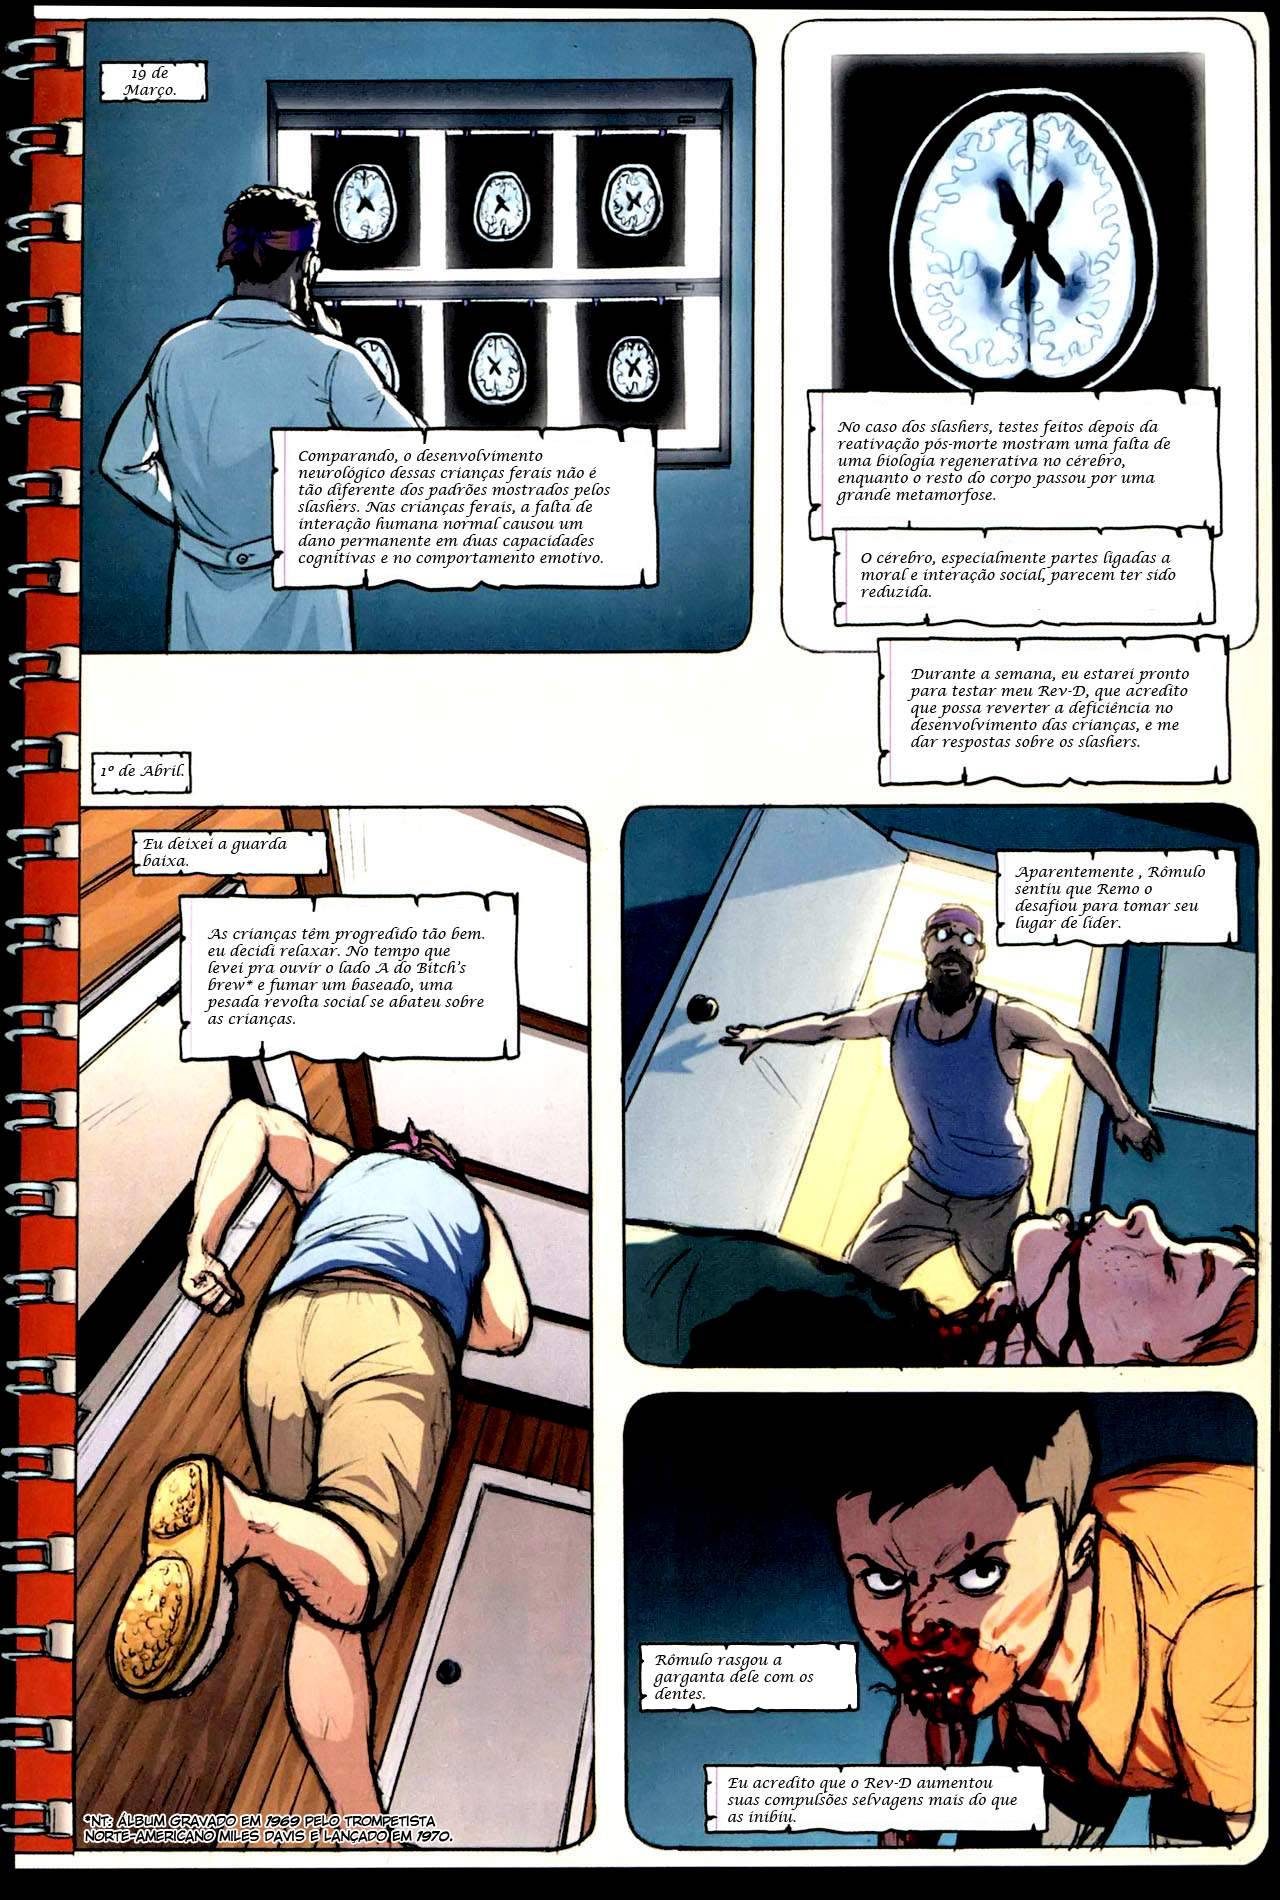 19 de
Março.
Comparando, o desenvolvimento
neurológico dessas crianças ferais não é
tão diferente dos padrões mostrados pelos
slashers. Nas crianças ferais, a falta de
interação humana normal causou um
dano permanente em duas capacidades
cognitivas e no comportamento emotivo.
No caso dos slashers, testes feitos depois da
reativação pós-morte mostram uma falta de
uma biologia regenerativa no cérebro,
enquanto o resto do corpo passou por uma
grande metamorfose.
O cérebro, especialmente partes ligadas a
moral e interação social, parecem ter sido
reduzida.
Durante a semana, eu estarei pronto
para testar meu Rev-D, que acredito
que possa reverter a deficiência no
desenvolvimento das crianças, e me
dar respostas sobre os slashers.
1º de Abril.
Eu deixei a guarda
baixa.
As crianças têm progredido tão bem.
eu decidi relaxar. No tempo que
levei pra ouvir o lado A do Bitch's
brew* e fumar um baseado, uma
pesada revolta social se abateu sobre
as crianças.
Aparentemente , Rômulo
sentiu que Remo o
desafiou para tomar seu
lugar de líder.
Rômulo rasgou a
garganta dele com os
dentes.
Eu acredito que o Rev-D aumentou
suas compulsões selvagens mais do que
as inibiu.
*NT: ÁLBUM GRAVADO EM 1969 PELO TROMPETISTA
NORTE-AMERICANO MILES DAVIS E LANÇADO EM 1970.